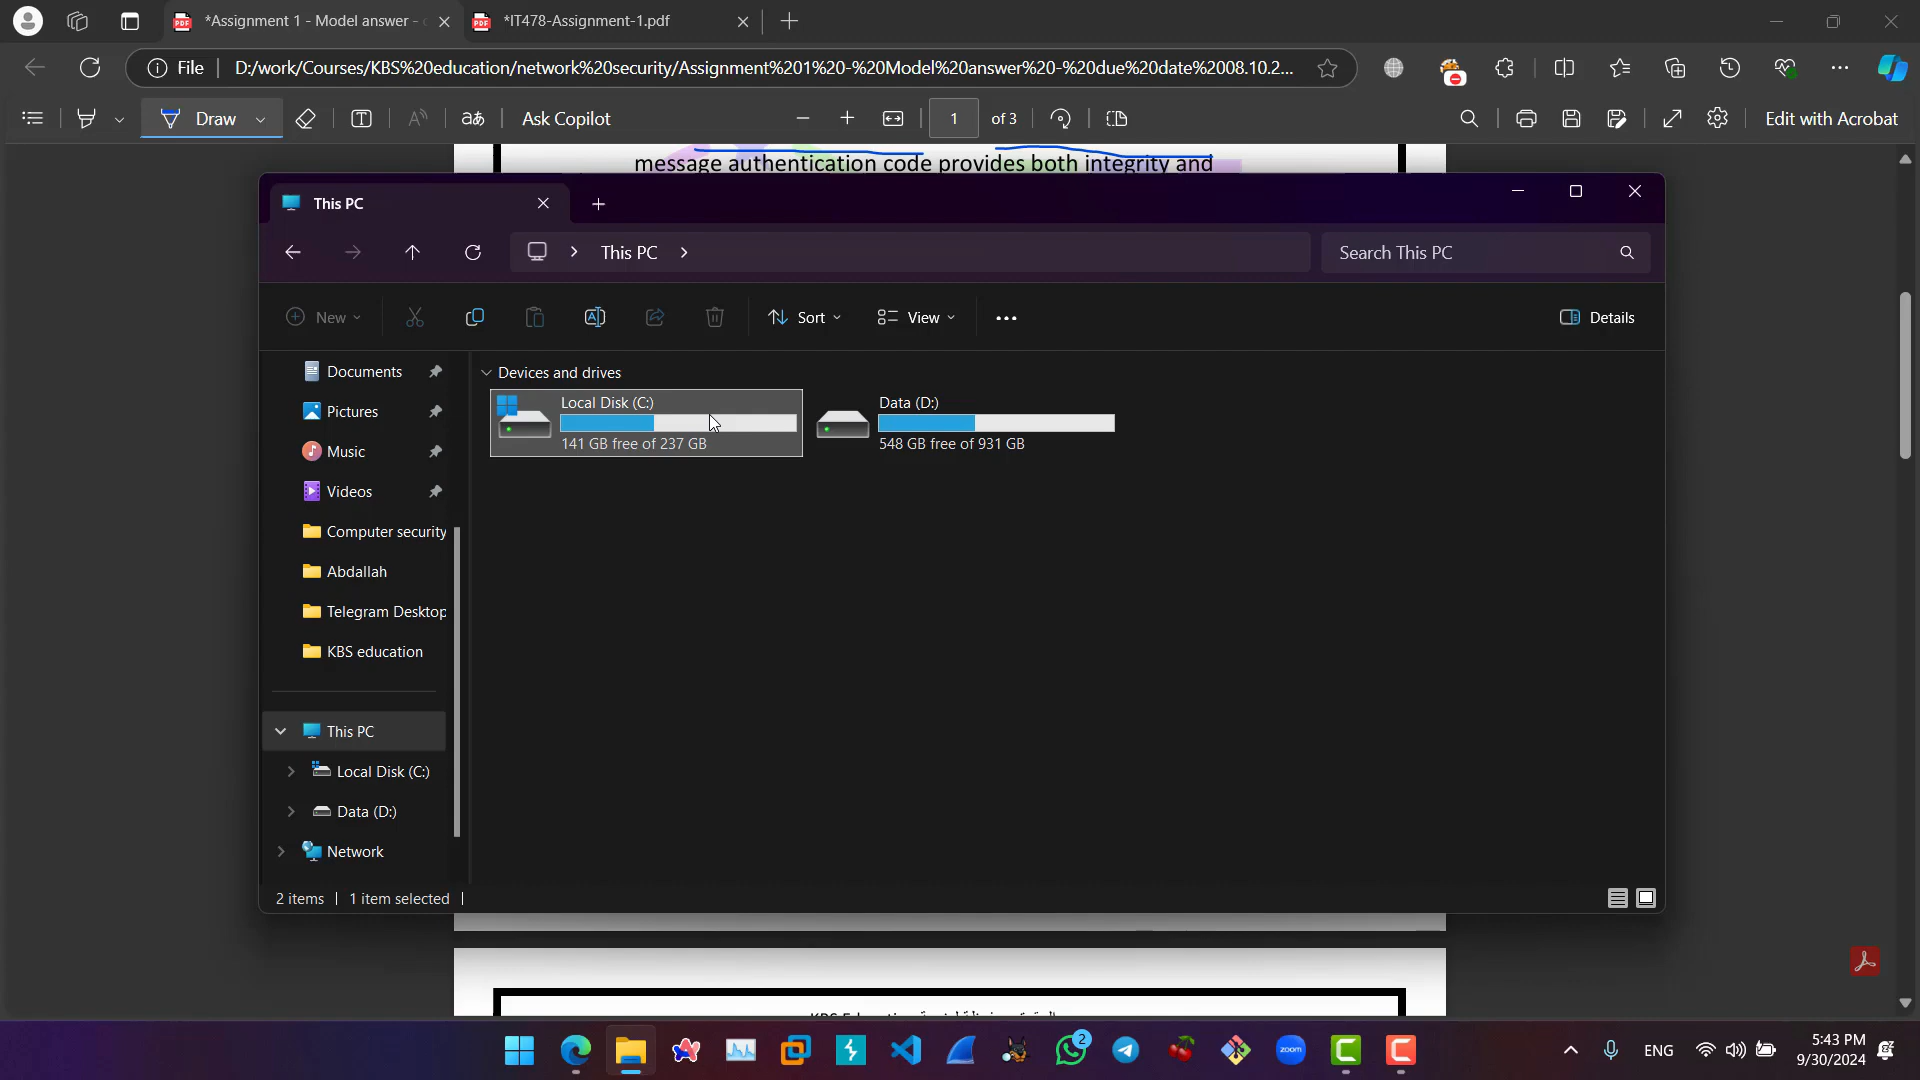 *Assignment 1 - Model answer -
*IT478-Assignment-1.pdf
File
D:/work/Courses/KBS%20education/network%20security/Assignment%201%20-%20Model%20answer%20-%20due%20date%2008.10.2...
Draw
Ask Copilot
1 of 3
Edit with Acrobat
message authentication code provides both integrity and
This PC
This PC
Search This PC
New
Sort
View
Details
Documents
Pictures
Music
Videos
Computer security
Abdallah
Telegram Desktop
KBS education
This PC
Local Disk (C:)
Data (D:)
Network
Devices and drives
Local Disk (C:)
141 GB free of 237 GB
Data (D:)
548 GB free of 931 GB
2 items
1 item selected
KBS Education
2
zoom
ENG
5:43 PM
9/30/2024